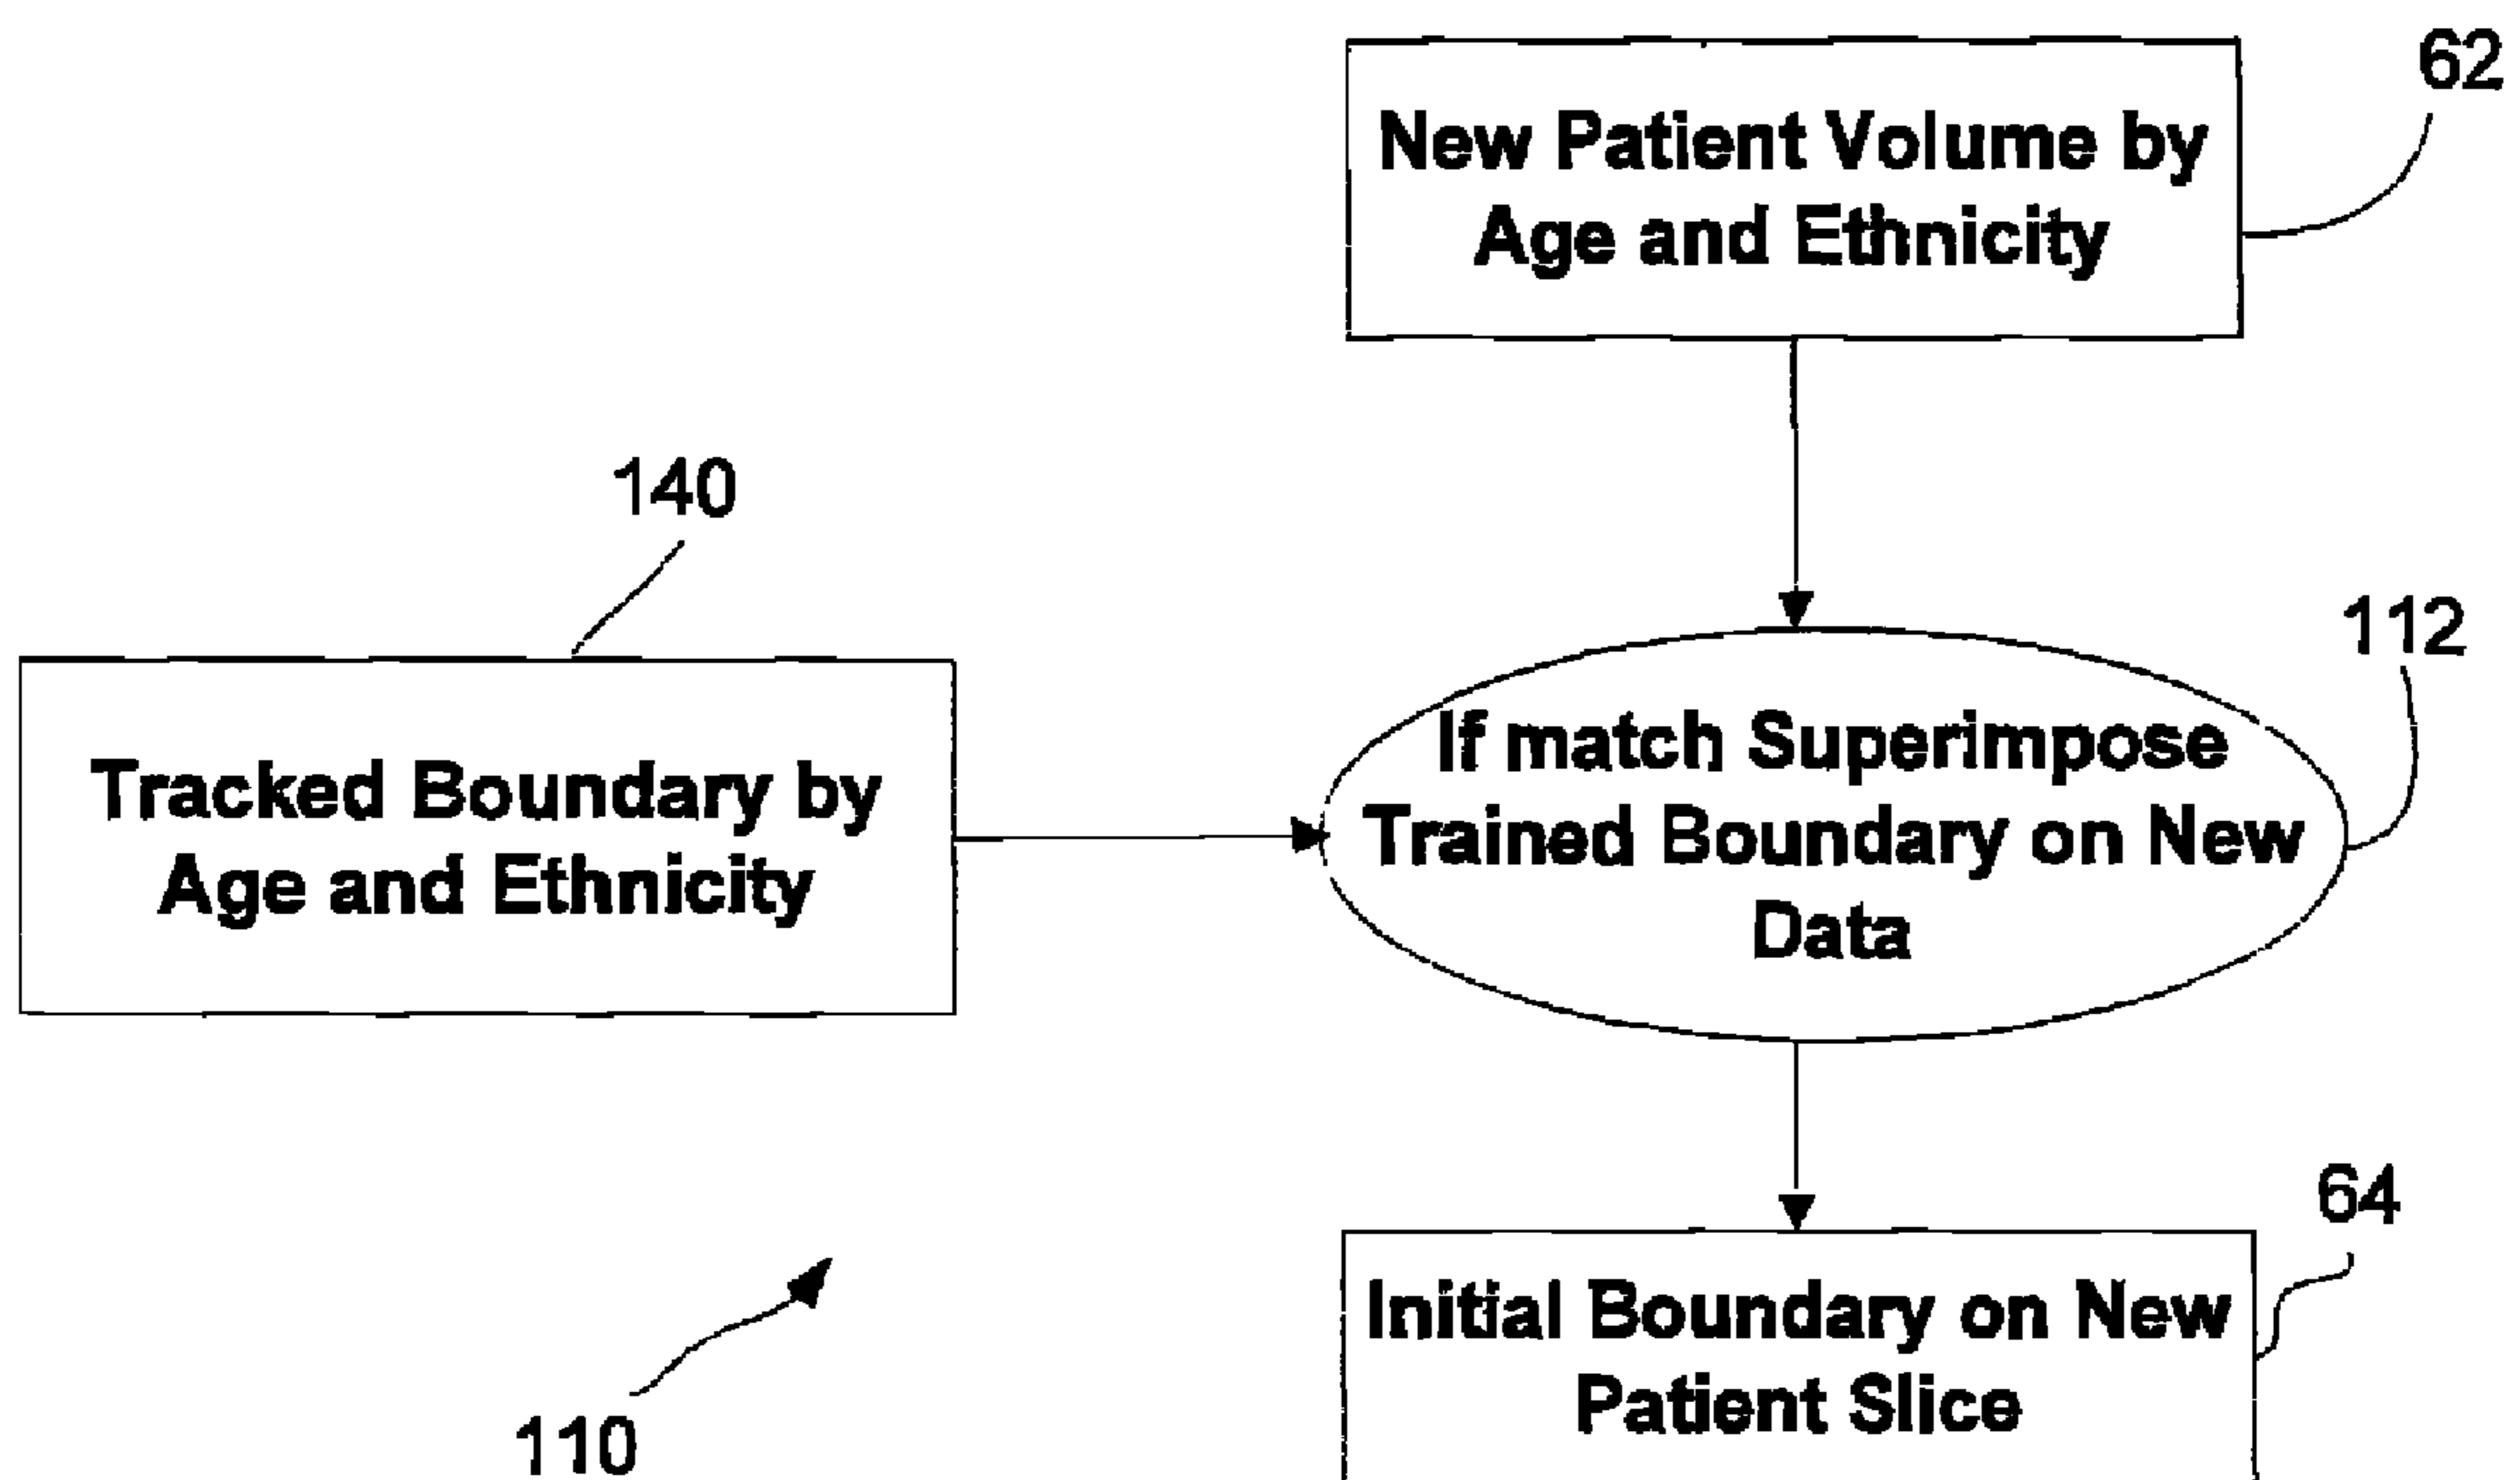 62
New Patient Volume by
Age and Ethnicity
140
112
Tracked Boundary by
Age and Ethnicity
If match Superimpose
Trained Boundary on New
Data
64
Initial Boundary on New
Patient Slice
110